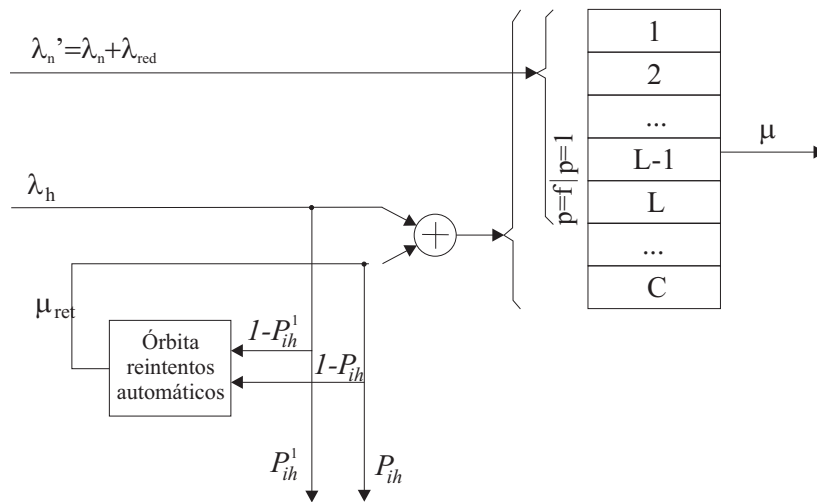 λn'=λn+λred
λh
μret
Órbita
reintentos
automáticos
1-P¹ih
1-Pih
P¹ih
Pih
p=f|p=1
1
2
...
L-1
L
...
C
μ